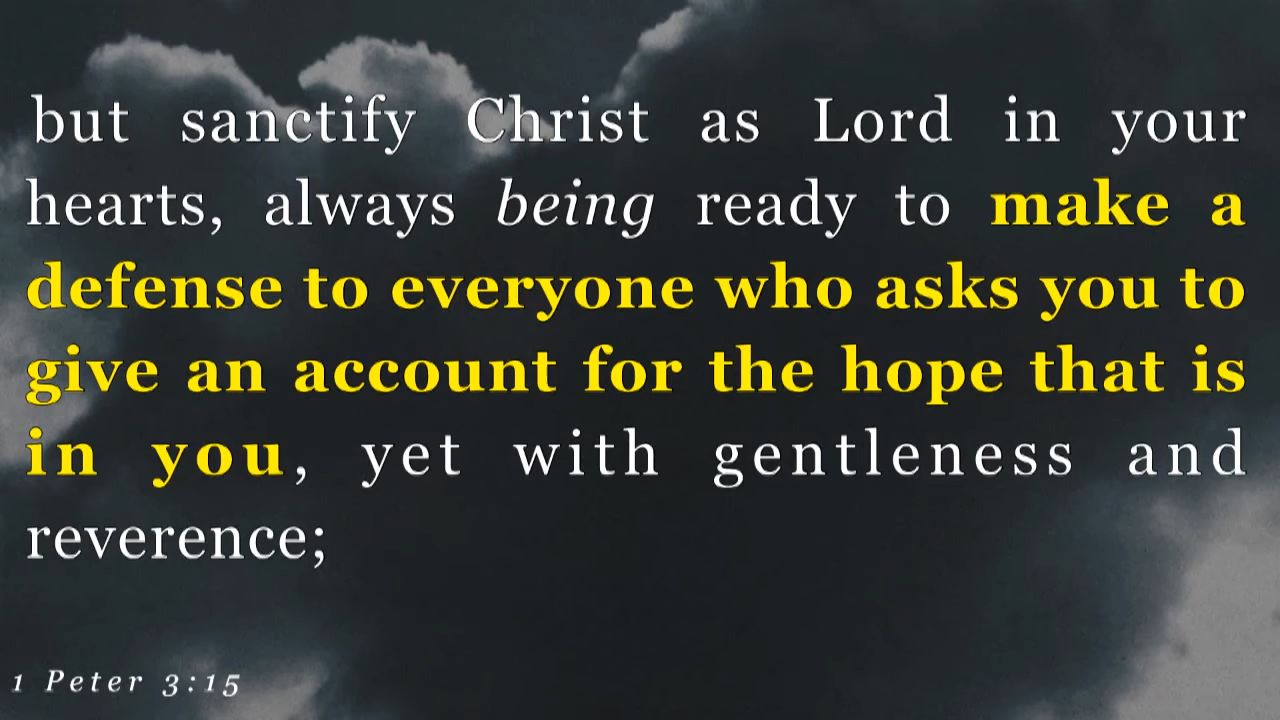 but sanctify Christ as Lord in your
hearts, always being ready to make a
defense to everyone who asks you to
give an account for the hope that is
in you, yet with gentleness and
reverence;
1 Peter 3:15